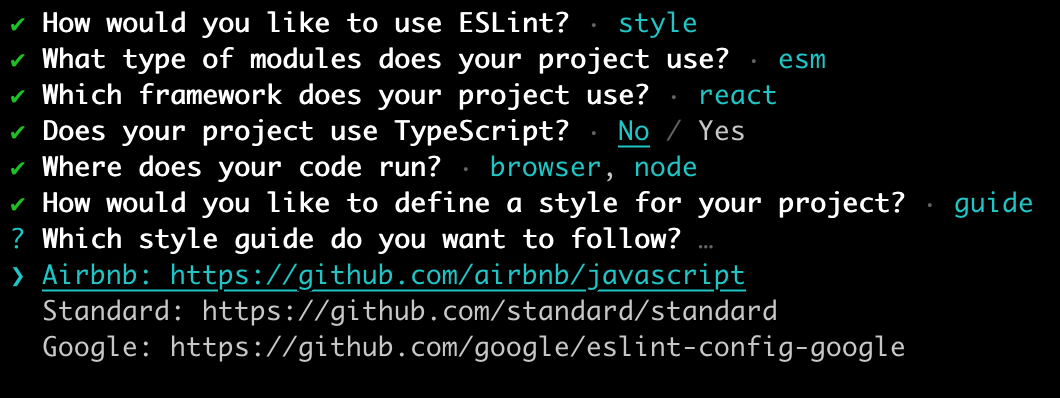 ✔ How would you like to use ESLint? · style
✔ What type of modules does your project use? · esm
✔ Which framework does your project use? · react
✔ Does your project use TypeScript? · No / Yes
✔ Where does your code run? · browser, node
✔ How would you like to define a style for your project? · guide
? Which style guide do you want to follow? …
❯ Airbnb: https://github.com/airbnb/javascript
Standard: https://github.com/standard/standard
Google: https://github.com/google/eslint-config-google